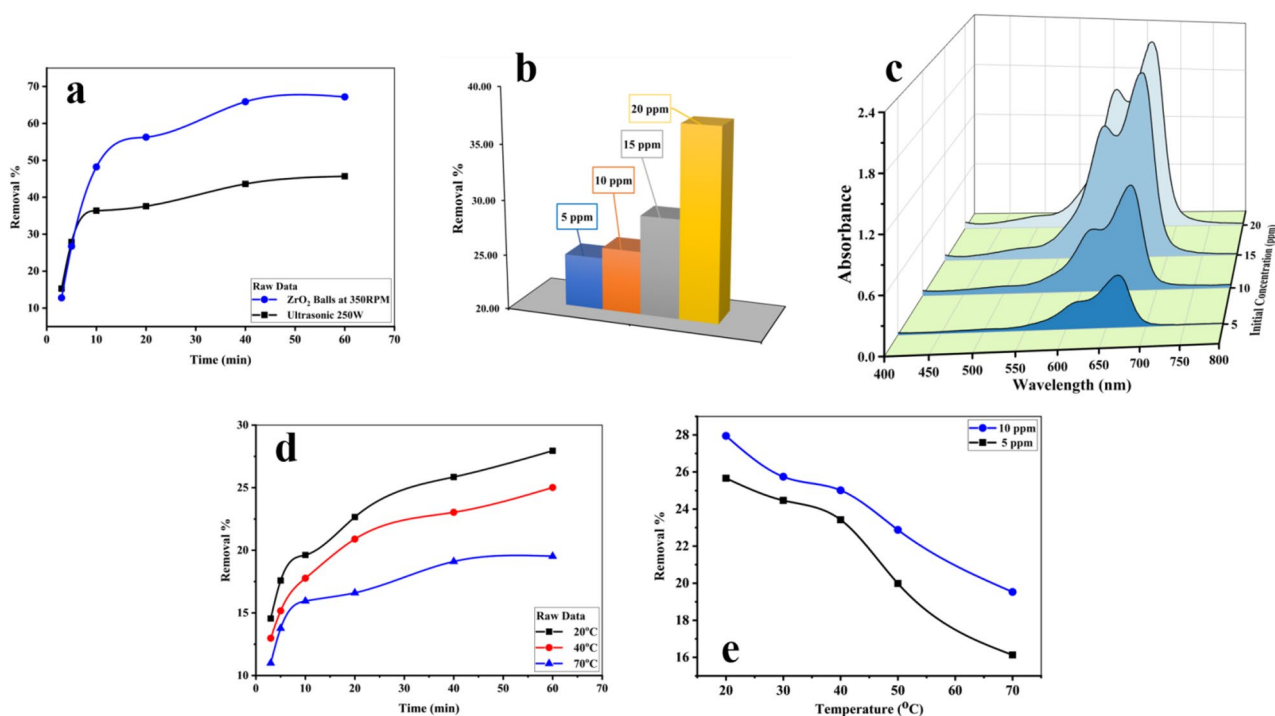 a
70
60
50
40
30
20
10
Removal %
Raw Data
ZrO₂ Balls at 350RPM
Ultrasonic 250W
0 10 20 30 40 50 60 70
Time (min)
b
40.00
35.00
30.00
25.00
20.00
Removal %
5 ppm
10 ppm
15 ppm
20 ppm
c
2.4
1.8
1.2
0.6
0.0
Absorbance
400 450 500 550 600 650 700 750 800
Wavelength (nm)
20
15
10
5
Initial Concentration (ppm)
d
30
25
20
15
10
Removal %
Raw Data
20°C
40°C
70°C
0 10 20 30 40 50 60 70
Time (min)
e
28
26
24
22
20
18
16
Removal %
10 ppm
5 ppm
20 30 40 50 60 70
Temperature (°C)